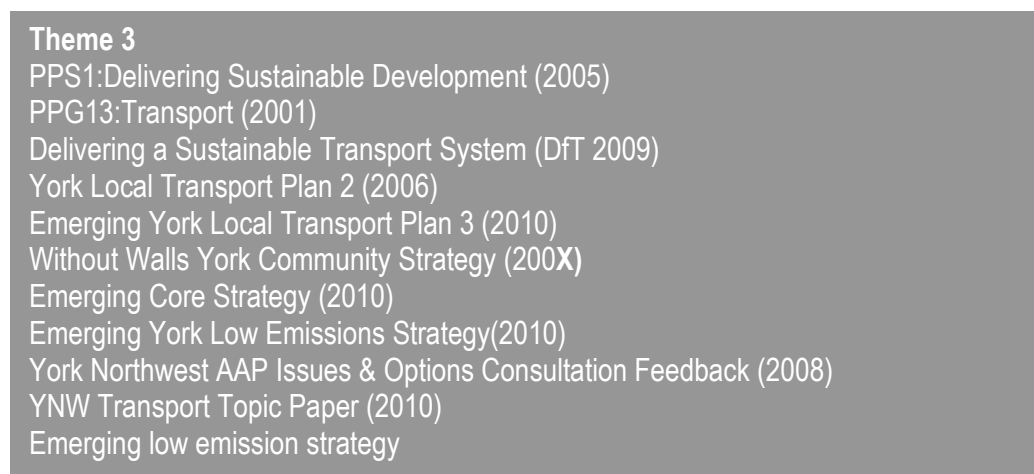 Theme 3
PPS1:Delivering Sustainable Development (2005)
PPG13:Transport (2001)
Delivering a Sustainable Transport System (DfT 2009)
York Local Transport Plan 2 (2006)
Emerging York Local Transport Plan 3 (2010)
Without Walls York Community Strategy (200X)
Emerging Core Strategy (2010)
Emerging York Low Emissions Strategy(2010)
York Northwest AAP Issues & Options Consultation Feedback (2008)
YNW Transport Topic Paper (2010)
Emerging low emission strategy